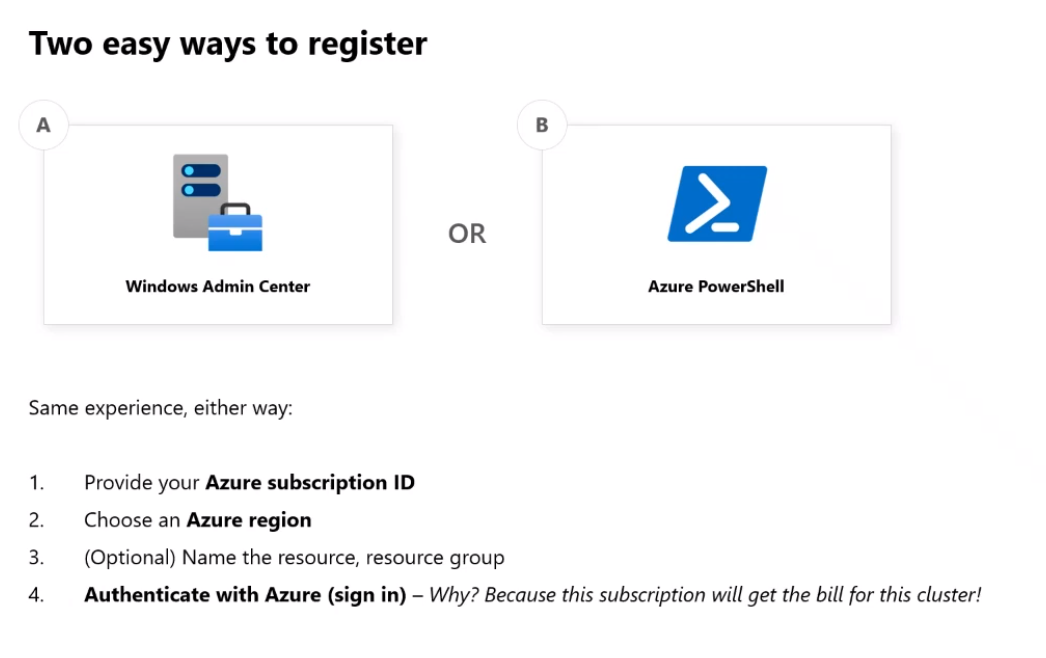 Two easy ways to register
A
Windows Admin Center
OR
B
Azure PowerShell
Same experience, either way:
1. Provide your Azure subscription ID
2. Choose an Azure region
3. (Optional) Name the resource, resource group
4. Authenticate with Azure (sign in) – Why? Because this subscription will get the bill for this cluster!